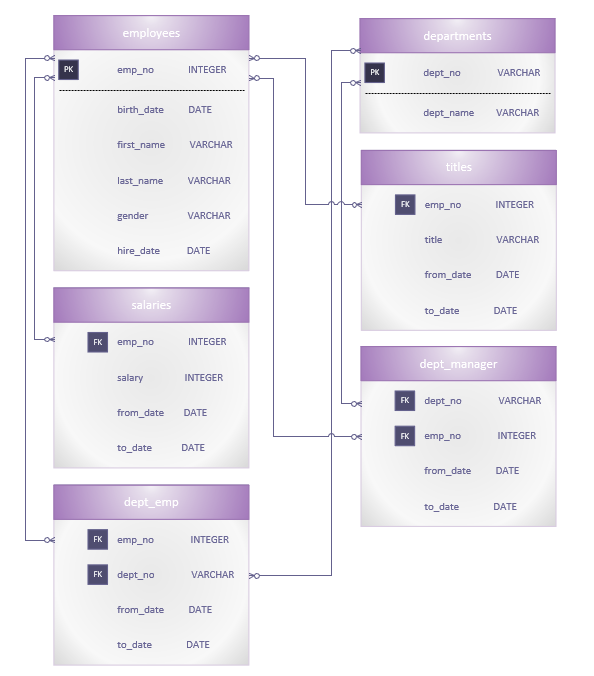 employees
PK emp_no INTEGER
birth_date DATE
first_name VARCHAR
last_name VARCHAR
gender VARCHAR
hire_date DATE
salaries
FK emp_no INTEGER
salary INTEGER
from_date DATE
to_date DATE
dept_emp
FK emp_no INTEGER
FK dept_no VARCHAR
from_date DATE
to_date DATE
departments
PK dept_no VARCHAR
dept_name VARCHAR
titles
FK emp_no INTEGER
title VARCHAR
from_date DATE
to_date DATE
dept_manager
FK dept_no VARCHAR
FK emp_no INTEGER
from_date DATE
to_date DATE